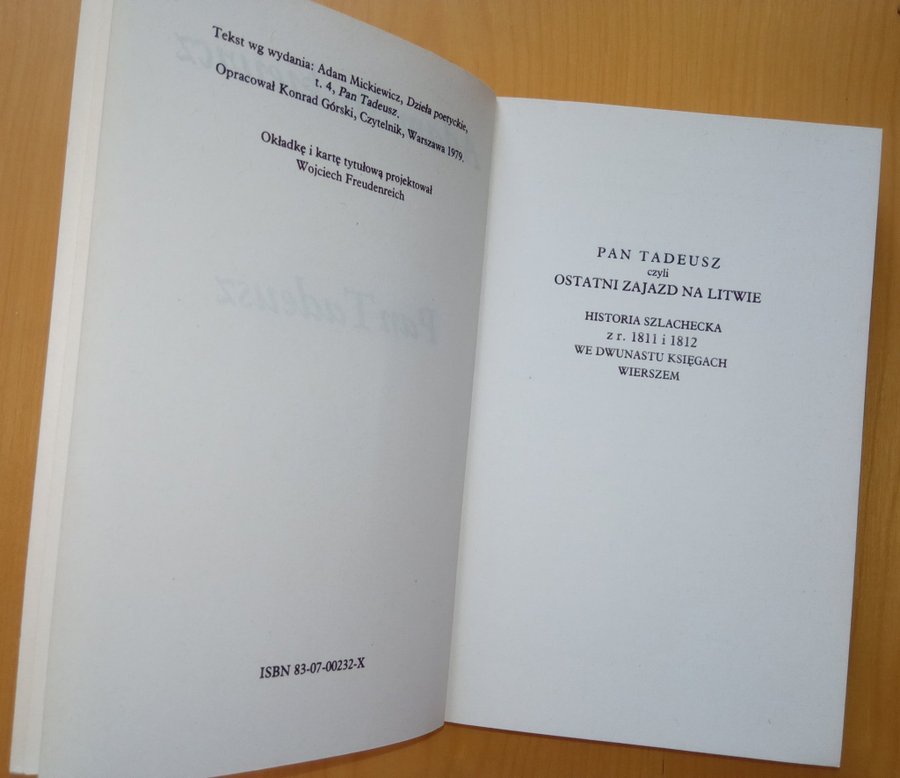 Tekst wg wydania: Adam Mickiewicz, Dzieła poetyckie,
t. 4, Pan Tadeusz.
Opracował Konrad Górski, Czytelnik, Warszawa 1979.
Okładkę i kartę tytułową projektował
Wojciech Freudenreich
Pan Tadeusz
ISBN 83-07-00232-X
PAN TADEUSZ
czyli
OSTATNI ZAJAZD NA LITWIE
HISTORIA SZLACHECKA
z r. 1811 i 1812
WE DWUNASTU KSIĘGACH
WIERSZEM